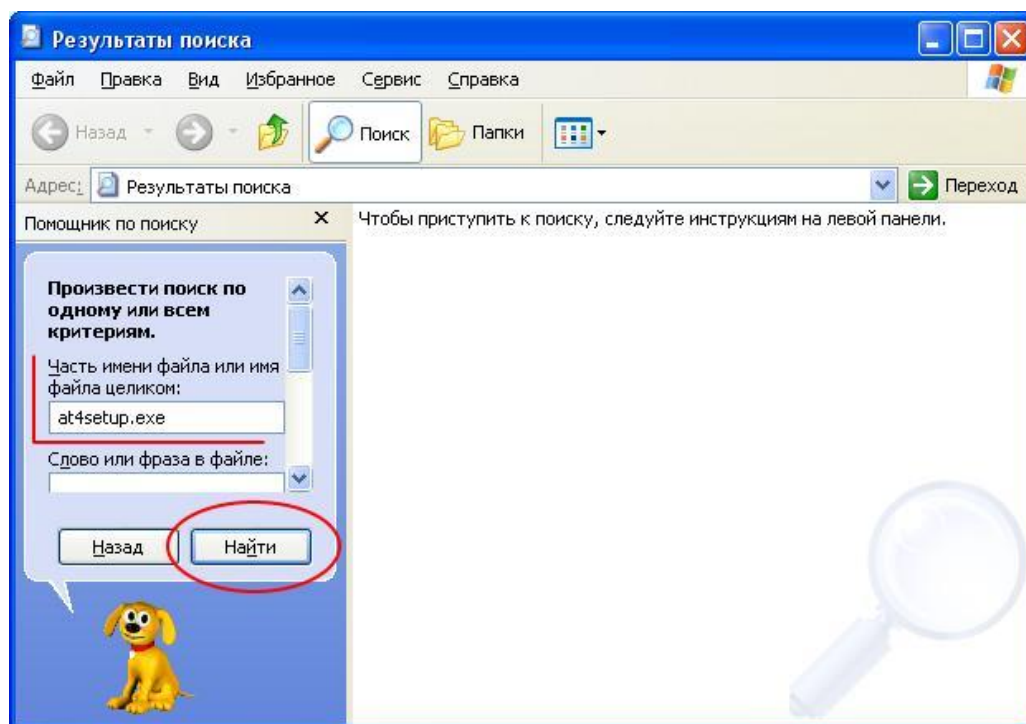 Результаты поиска
Файл Правка Вид Избранное Сервис Справка
Назад Поиск Папки
Адрес: Результаты поиска Переход
Помощник по поиску
Чтобы приступить к поиску, следуйте инструкциям на левой панели.
Произвести поиск по
одному или всем
критериям.
Часть имени файла или имя
файла целиком:
at4setup.exe
Слово или фраза в файле:
Назад Найти